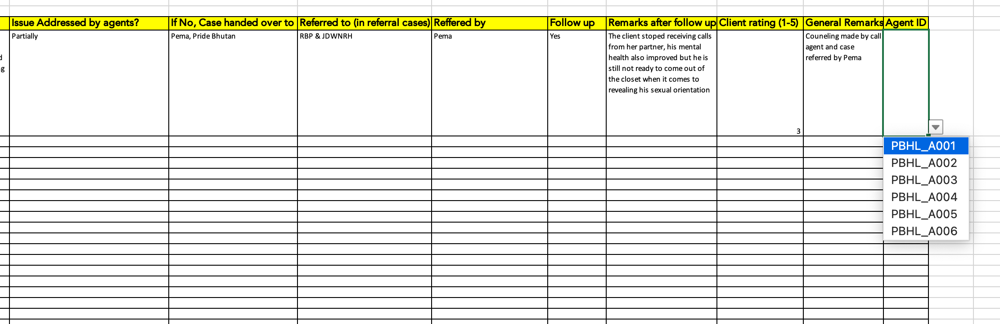 Issue Addressed by agents? If No, Case handed over to Referred to (in referral cases) Reffered by Follow up Remarks after follow up Client rating (1-5) General Remarks Agent ID
Partially
Pema, Pride Bhutan
RBP & JDWNRH
Pema
Yes
The client stoped receiving calls
from her partner, his mental
health also improved but he is
still not ready to come out of
the closet when it comes to
revealing his sexual orientation
3
Couneling made by call
agent and case
referred by Pema
PBHL_A001
PBHL_A002
PBHL_A003
PBHL_A004
PBHL_A005
PBHL_A006